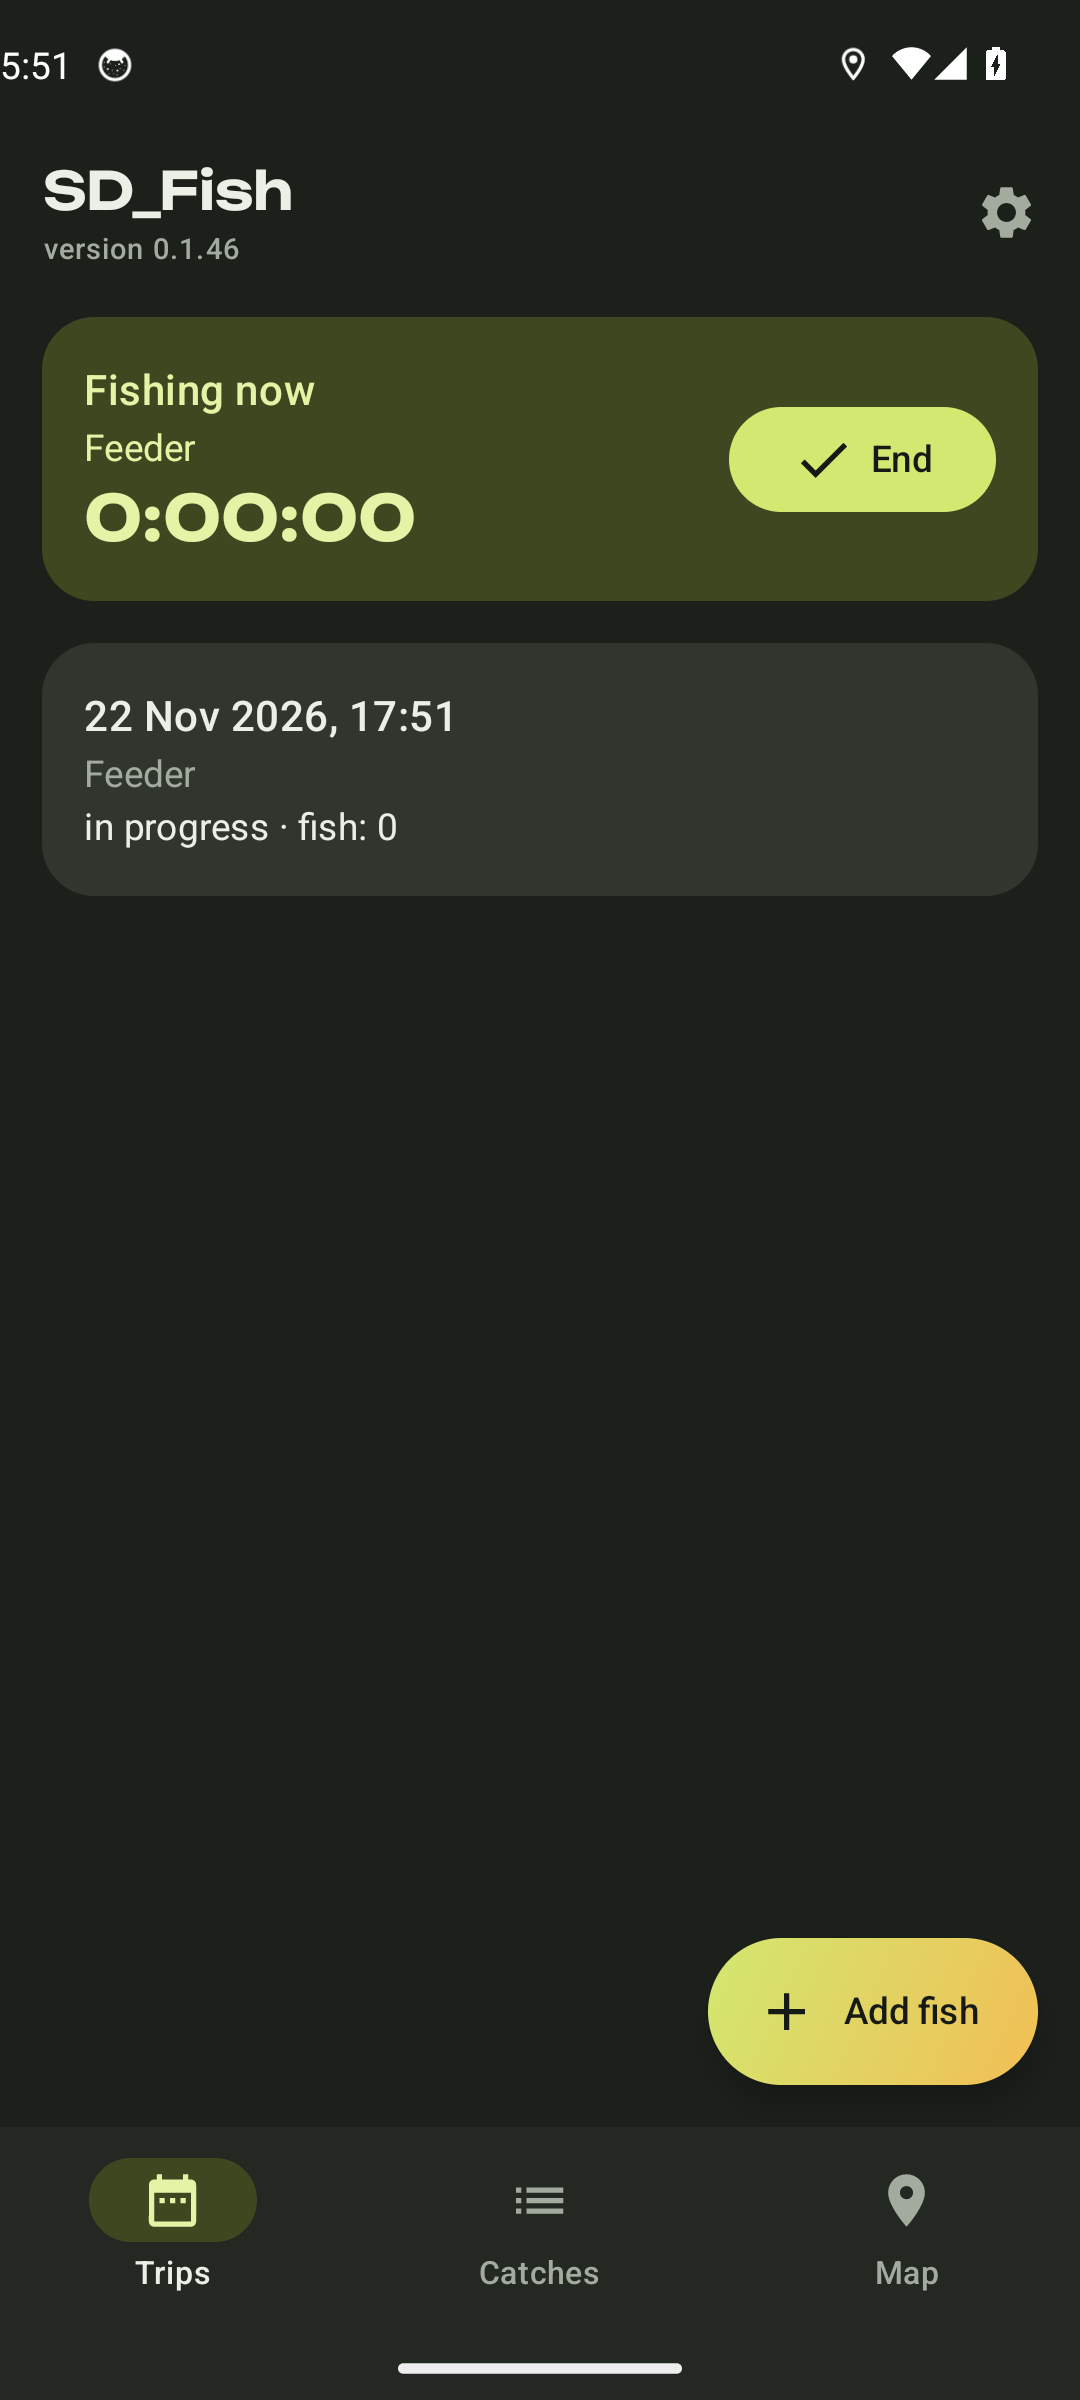 5:51
SD_Fish
version 0.1.46
Fishing now
Feeder
0:00:00
End
22 Nov 2026, 17:51
Feeder
in progress · fish: 0
Add fish
Trips
Catches
Map